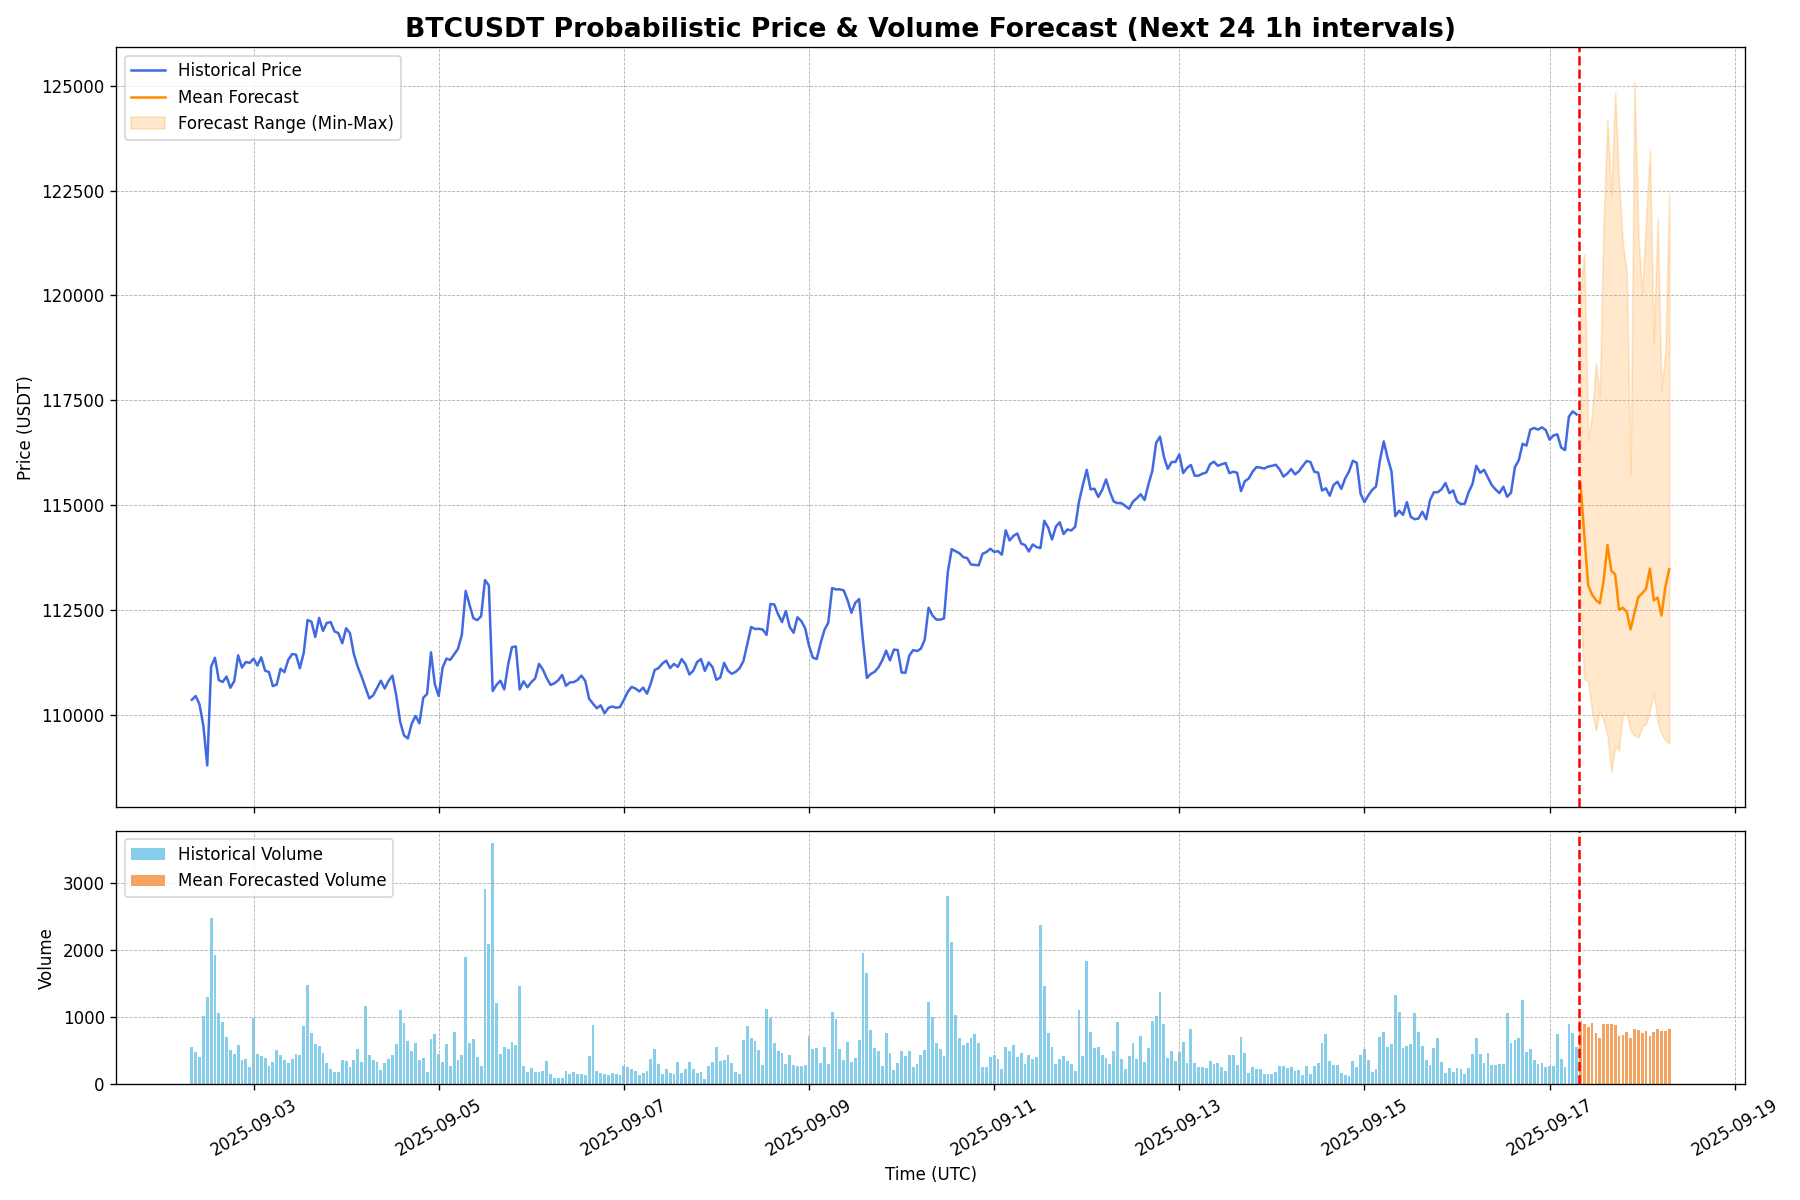 BTCUSDT Probabilistic Price & Volume Forecast (Next 24 1h intervals)
Historical Price
Mean Forecast
Forecast Range (Min-Max)
Price (USDT)
125000
122500
120000
117500
115000
112500
110000
Historical Volume
Mean Forecasted Volume
Volume
3000
2000
1000
0
2025-09-03
2025-09-05
2025-09-07
2025-09-09
2025-09-11
2025-09-13
2025-09-15
2025-09-17
2025-09-19
Time (UTC)